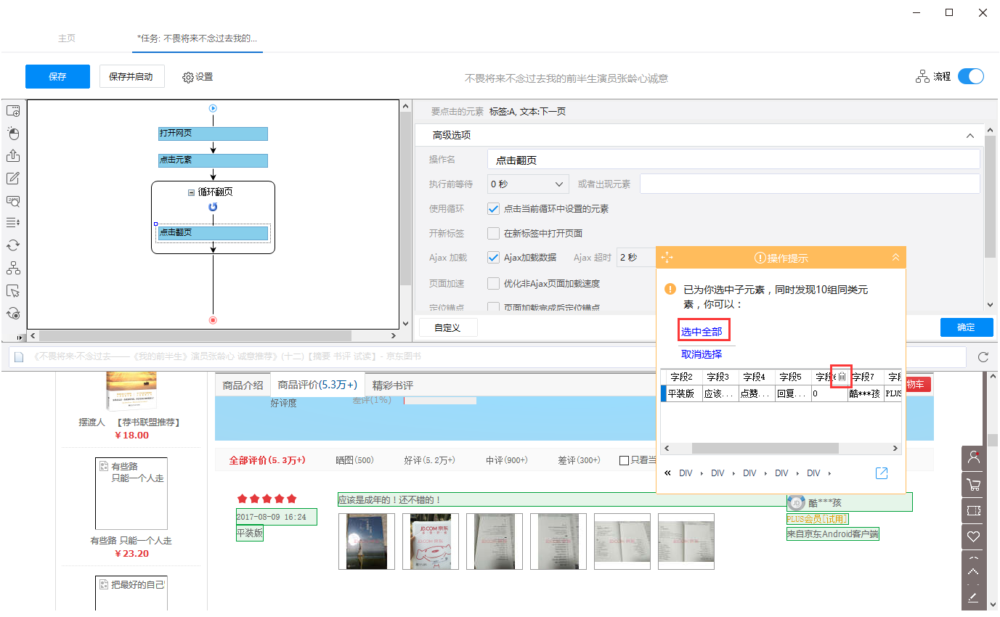 主页
*任务: 不畏将来不念过去我的...
保存
保存并启动
设置
不畏将来不念过去我的前半生演员张龄心诚意
流程
打开网页
点击元素
循环翻页
点击翻页
要点击的元素 标签:A, 文本:下一页
高级选项
操作名
点击翻页
执行前等待
0 秒
或者出现元素
使用循环
点击当前循环中设置的元素
开新标签
在新标签中打开页面
Ajax 加载
Ajax加载数据
Ajax 超时
2 秒
页面加速
优化非Ajax页面加载速度
定位锚点
页面加载完成后定位锚点
自定义
确定
操作提示
已为你选中子元素，同时发现10组同类元
素，你可以：
选中全部
取消选择
字段2 字段3 字段4 字段5 字段6 字段7 字段
平装版 应该... 点赞... 回复... 0 酷***孩 PLUS
« DIV DIV DIV DIV DIV
《不畏将来·不念过去——《我的前半生》演员张龄心 诚意推荐》(十二)【摘要 书评 试读】- 京东图书
摆渡人 【荐书联盟推荐】
￥18.00
有些路
只能一个人走
有些路 只能一个人走
￥23.20
把最好的自己
商品介绍
商品评价(5.3万+)
精彩书评
物车
好评度
差评(1%)
全部评价(5.3万+)
晒图(500)
好评(5.2万+)
中评(900+)
差评(300+)
只看当
2017-08-09 16:24
平装版
应该是成年的！还不错的！
酷***孩
PLUS会员[试用]
来自京东Android客户端